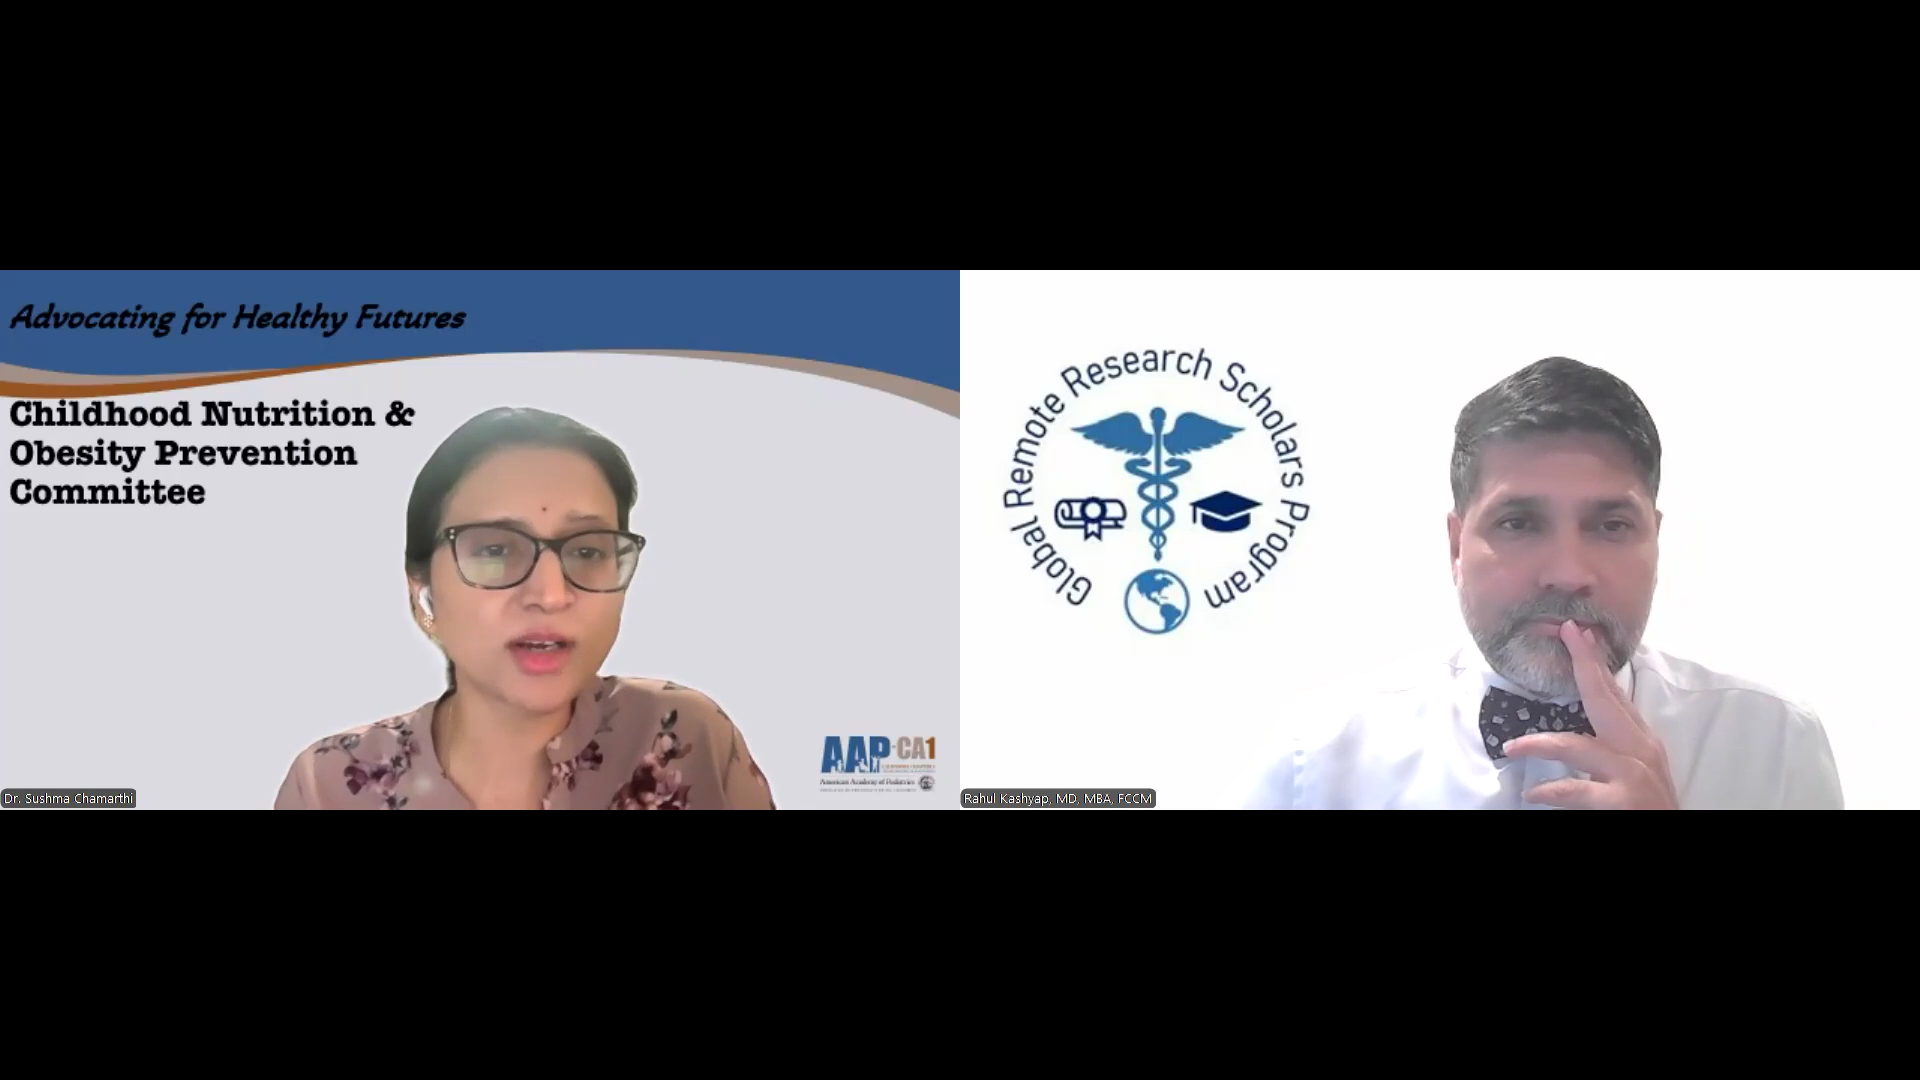 Advocating for Healthy Futures
Childhood Nutrition &
Obesity Prevention
Committee
AAP-CA1
American Academy of Pediatrics
Dr. Sushma Chamarthi
Global Remote Research Scholars Program
Rahul Kashyap, MD, MBA, FCCM